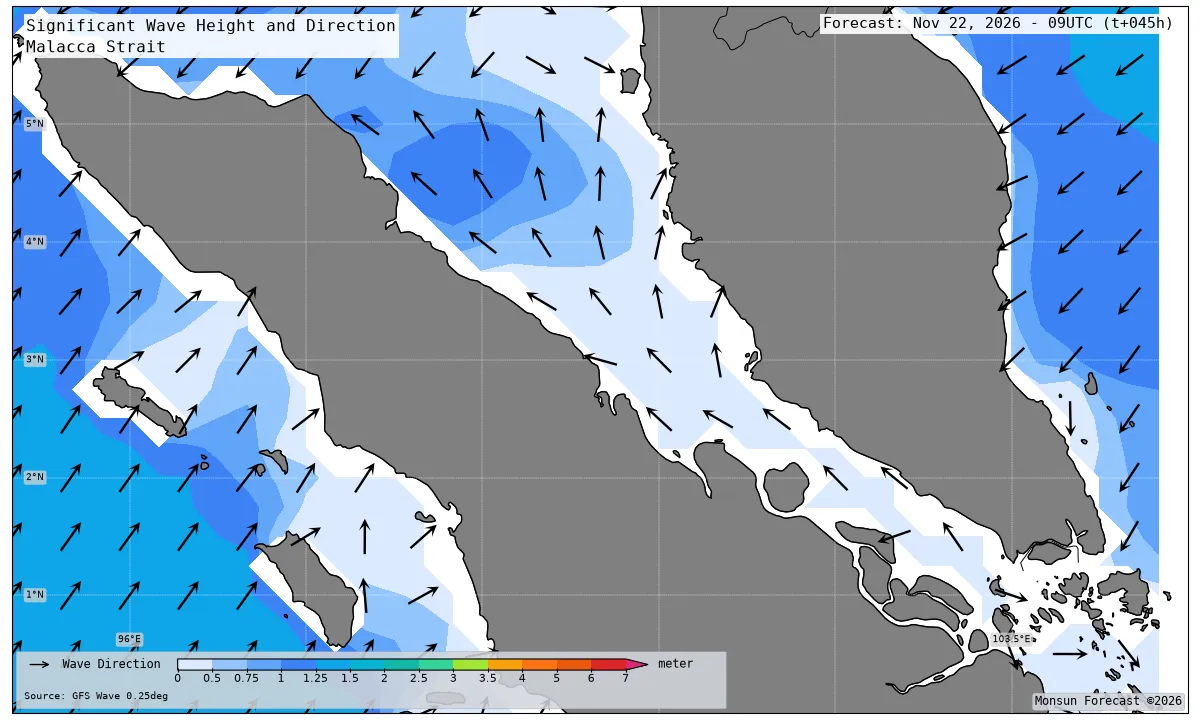 Significant Wave Height and Direction
Malacca Strait
Forecast: Nov 22, 2026 - 09UTC (t+045h)
5°N
4°N
3°N
2°N
1°N
96°E
103.5°E
Wave Direction
meter
0 0.5 0.75 1 1.25 1.5 2 2.5 3 3.5 4 5 6 7
Source: GFS Wave 0.25deg
Monsun Forecast ©2026